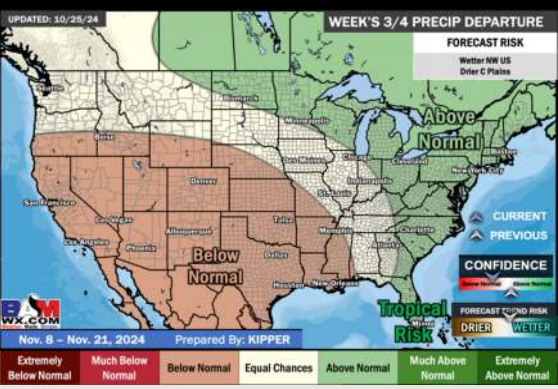 UPDATED: 10/25/24
WEEK'S 3/4 PRECIP DEPARTURE
FORECAST RISK
Wetter NW US
Drier C Plains
Seattle
Bismarck
Minneapolis
Above
Normal
Boise
Boston
Des Moines
Chicago
Cleveland
New York City
Indianapolis
Denver
St. Louis
San Francisco
CURRENT
Las Vegas
Tulsa
PREVIOUS
Albuquerque
Memphis
Charlotte
Los Angeles
Phoenix
Atlanta
Below
Normal
Dallas
CONFIDENCE
Below Normal
Above Normal
Houston
New Orleans
Tropical
Risk
Miami
FORECAST TREND RISK
DRIER
WETTER
BAM
WX.COM
Nov. 8 – Nov. 21, 2024
Prepared By: KIPPER
Extremely
Below Normal
Much Below
Normal
Below Normal
Equal Chances
Above Normal
Much Above
Normal
Extremely
Above Normal